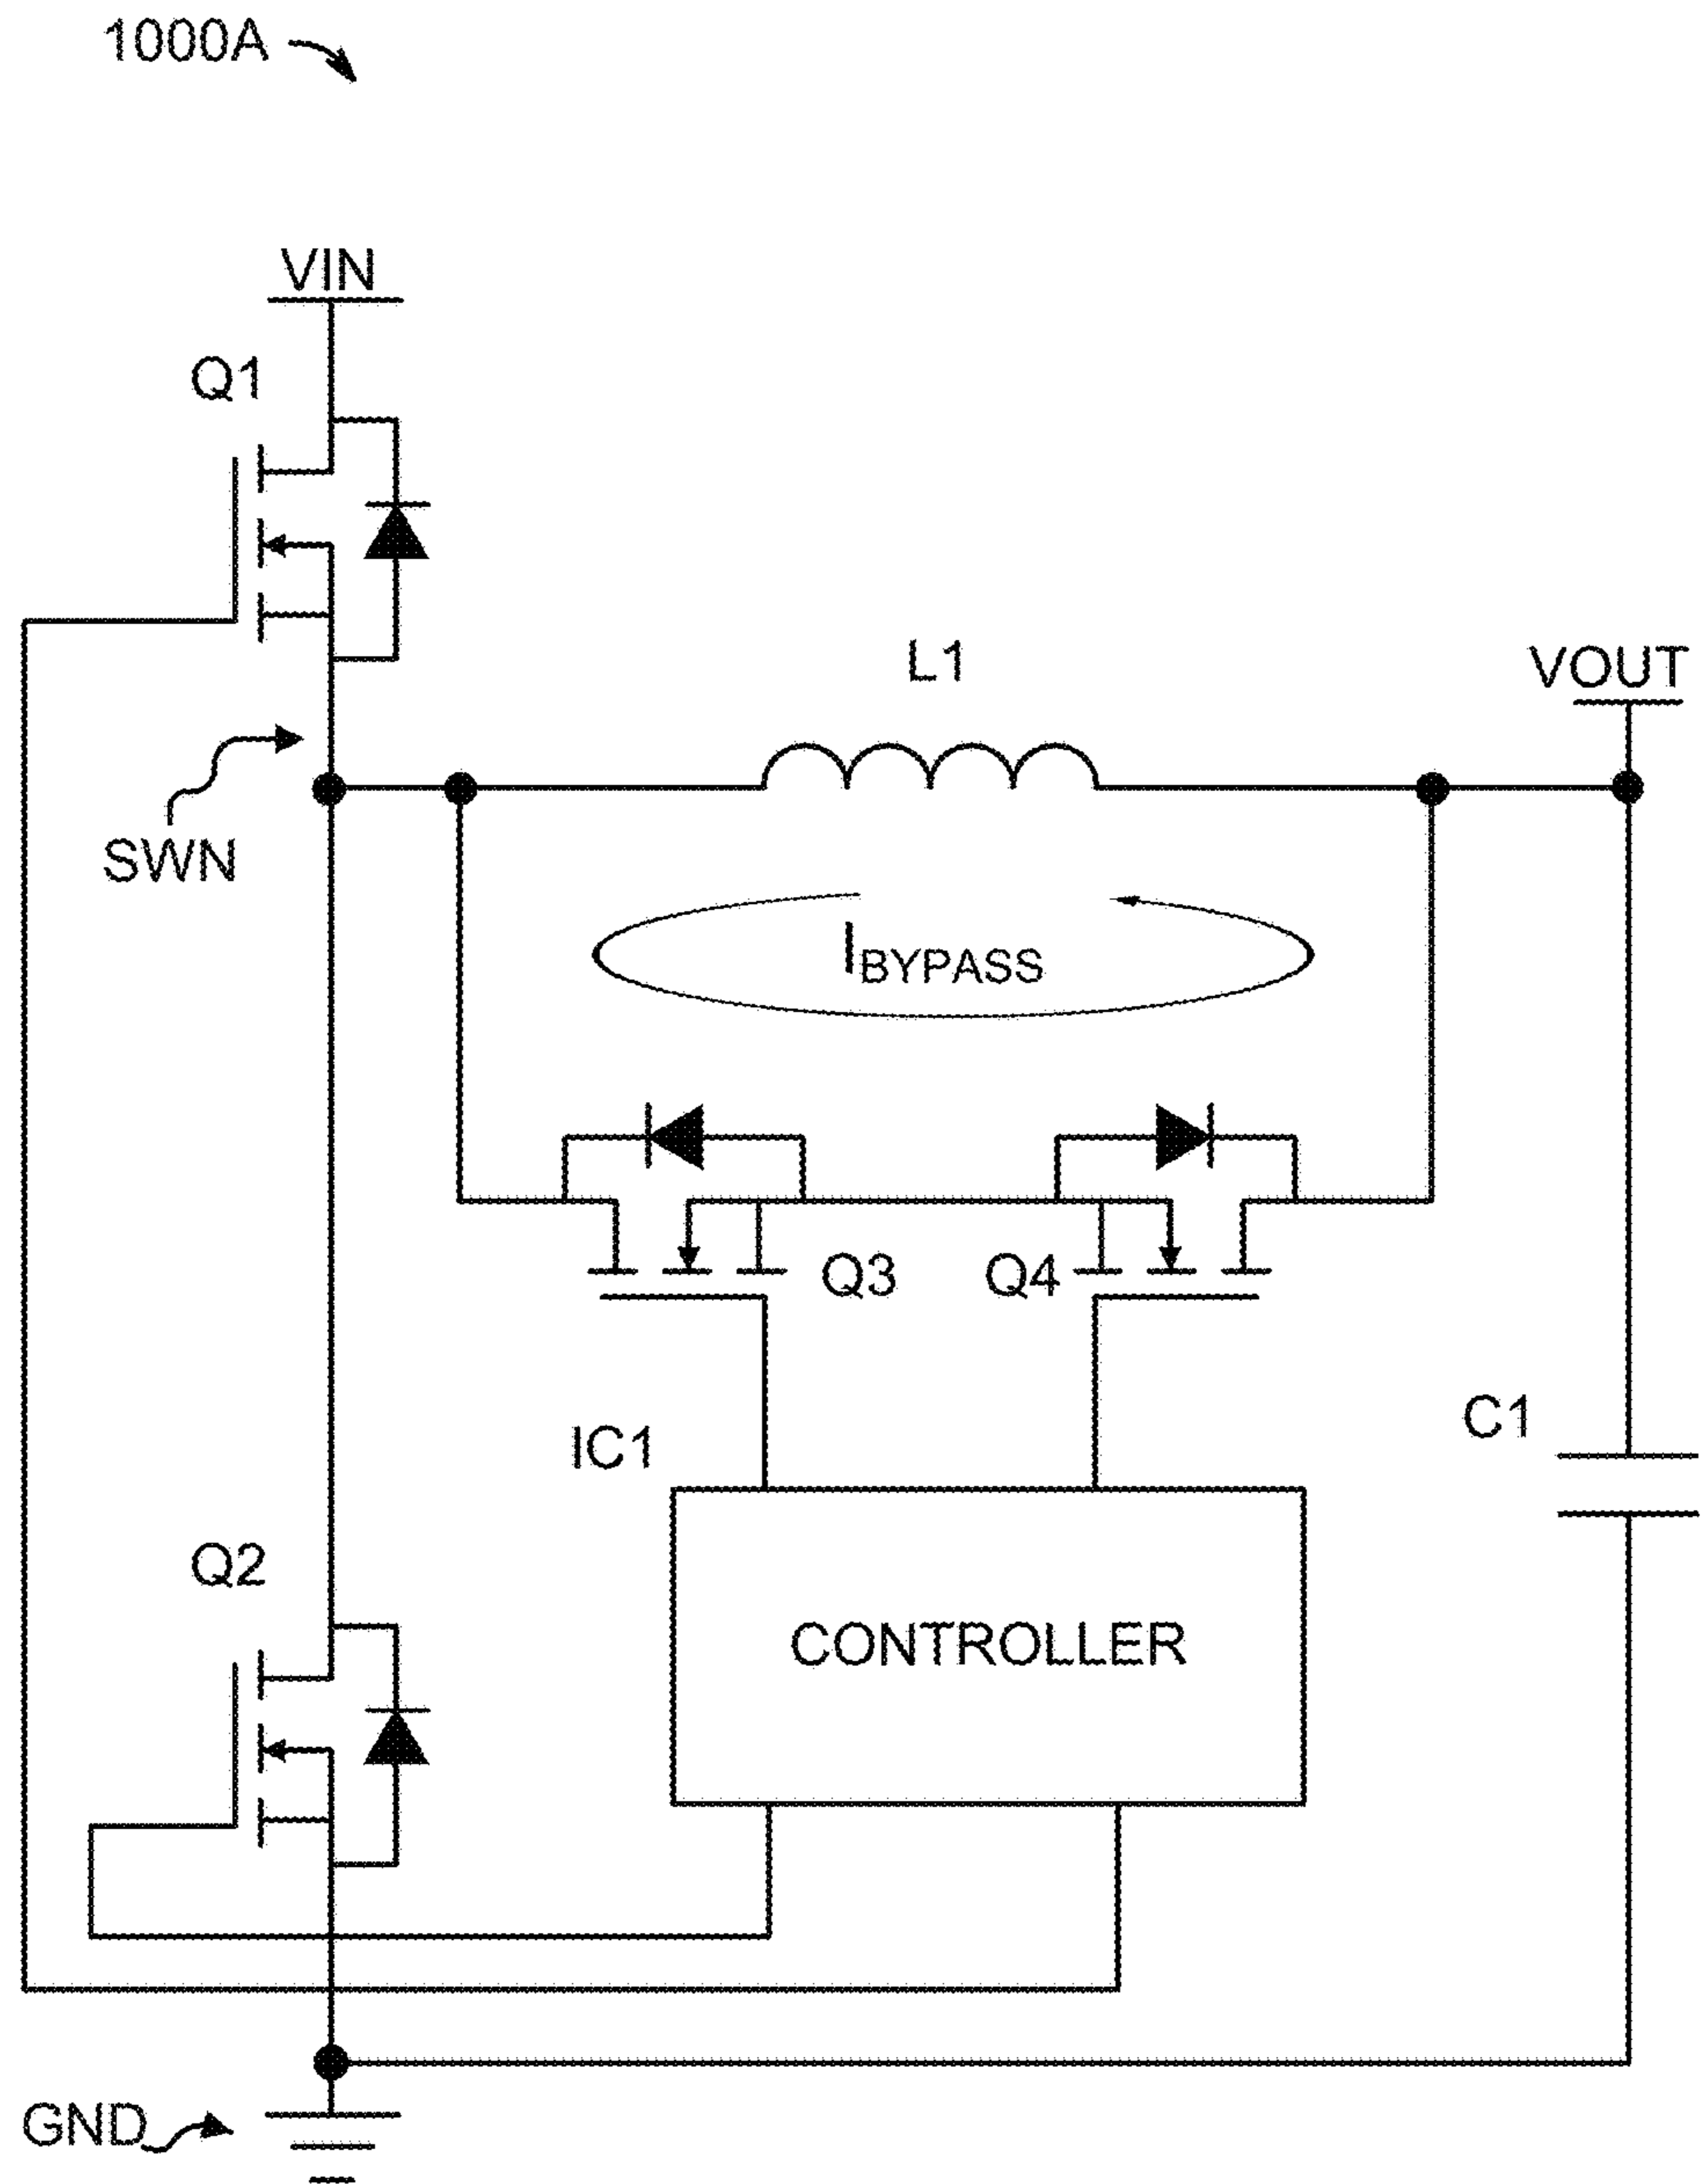 1000A
VIN
Q1
L1
VOUT
SWN
IBYPASS
Q3
Q4
IC1
C1
Q2
CONTROLLER
GND